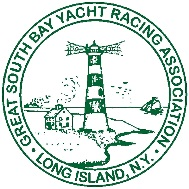 GREAT SOUTH BAY YACHT RACING ASSOCIATION
• LONG ISLAND, N.Y. •